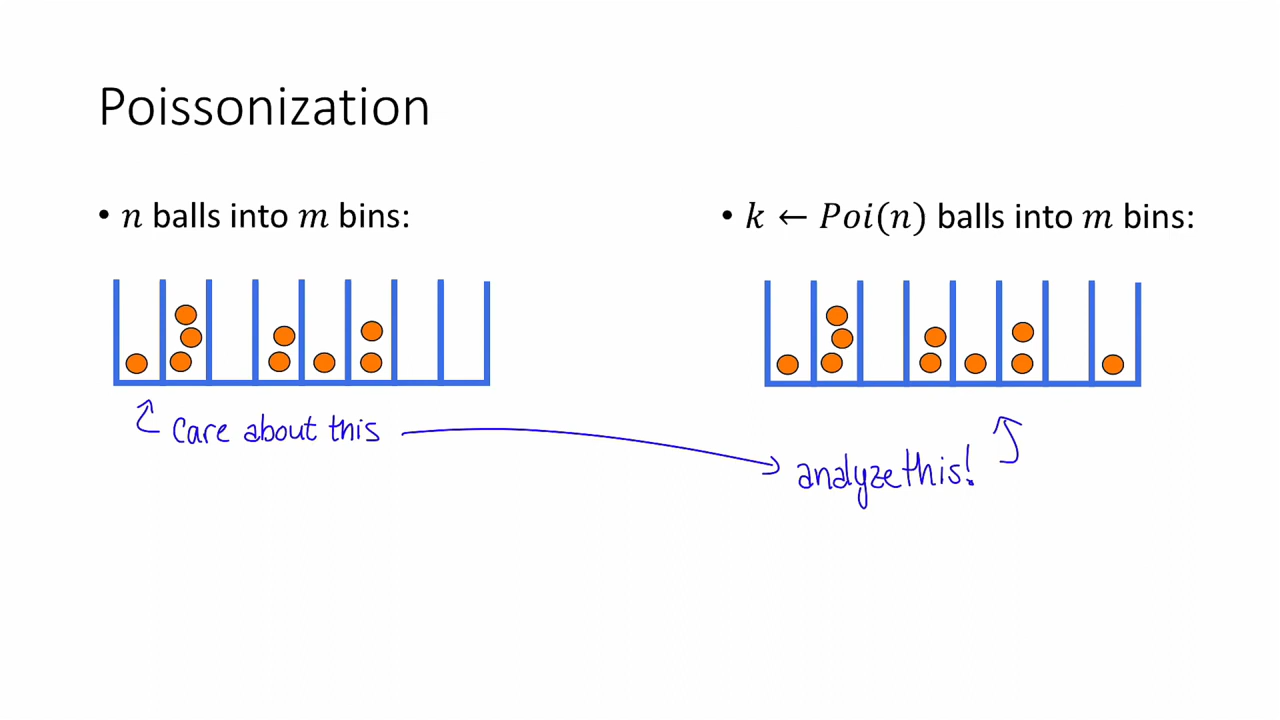 Poissonization
• n balls into m bins:
• k ← Poi(n) balls into m bins:
Care about this
analyze this!